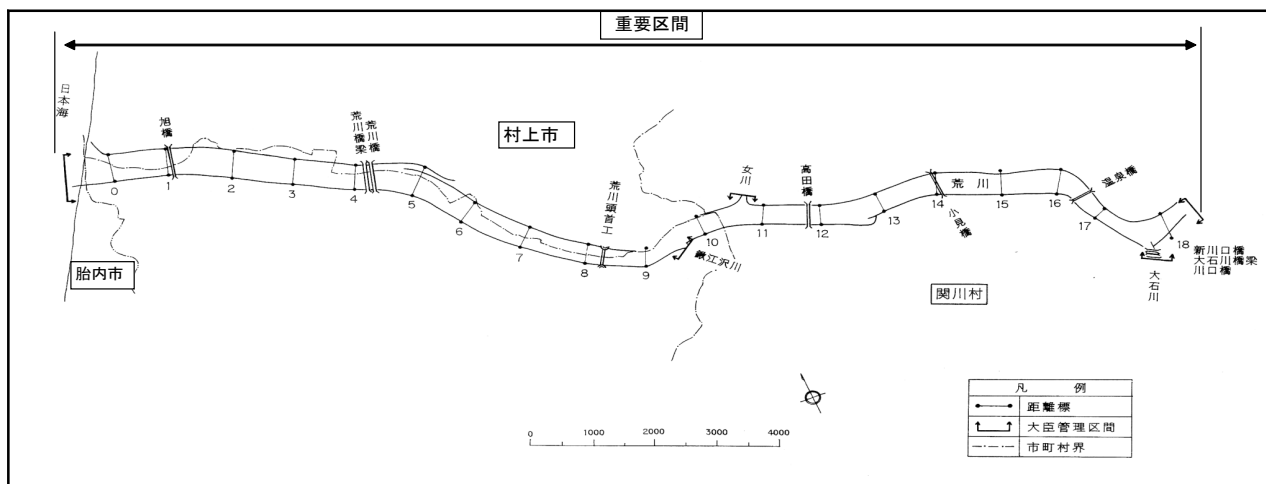 重要区間
日本海
旭橋
荒川橋梁
荒川橋
村上市
荒川頭首工
女川
高田橋
荒川
小見橋
温泉橋
新川口橋
大石川橋梁
川口橋
大石川
鍬江沢川
胎内市
関川村
0
1
2
3
4
5
6
7
8
9
10
11
12
13
14
15
16
17
18
0 1000 2000 3000 4000
凡 例
距離標
大臣管理区間
市町村界